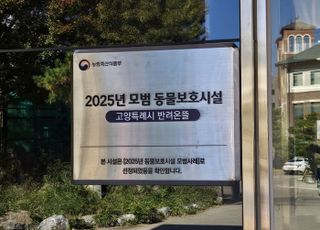 농림축산식품부
2025년 모범 동물보호시설
고양특례시 반려온뜰
본 시설은 [2025년 동물보호시설 모범사례]로
선정되었음을 확인합니다.